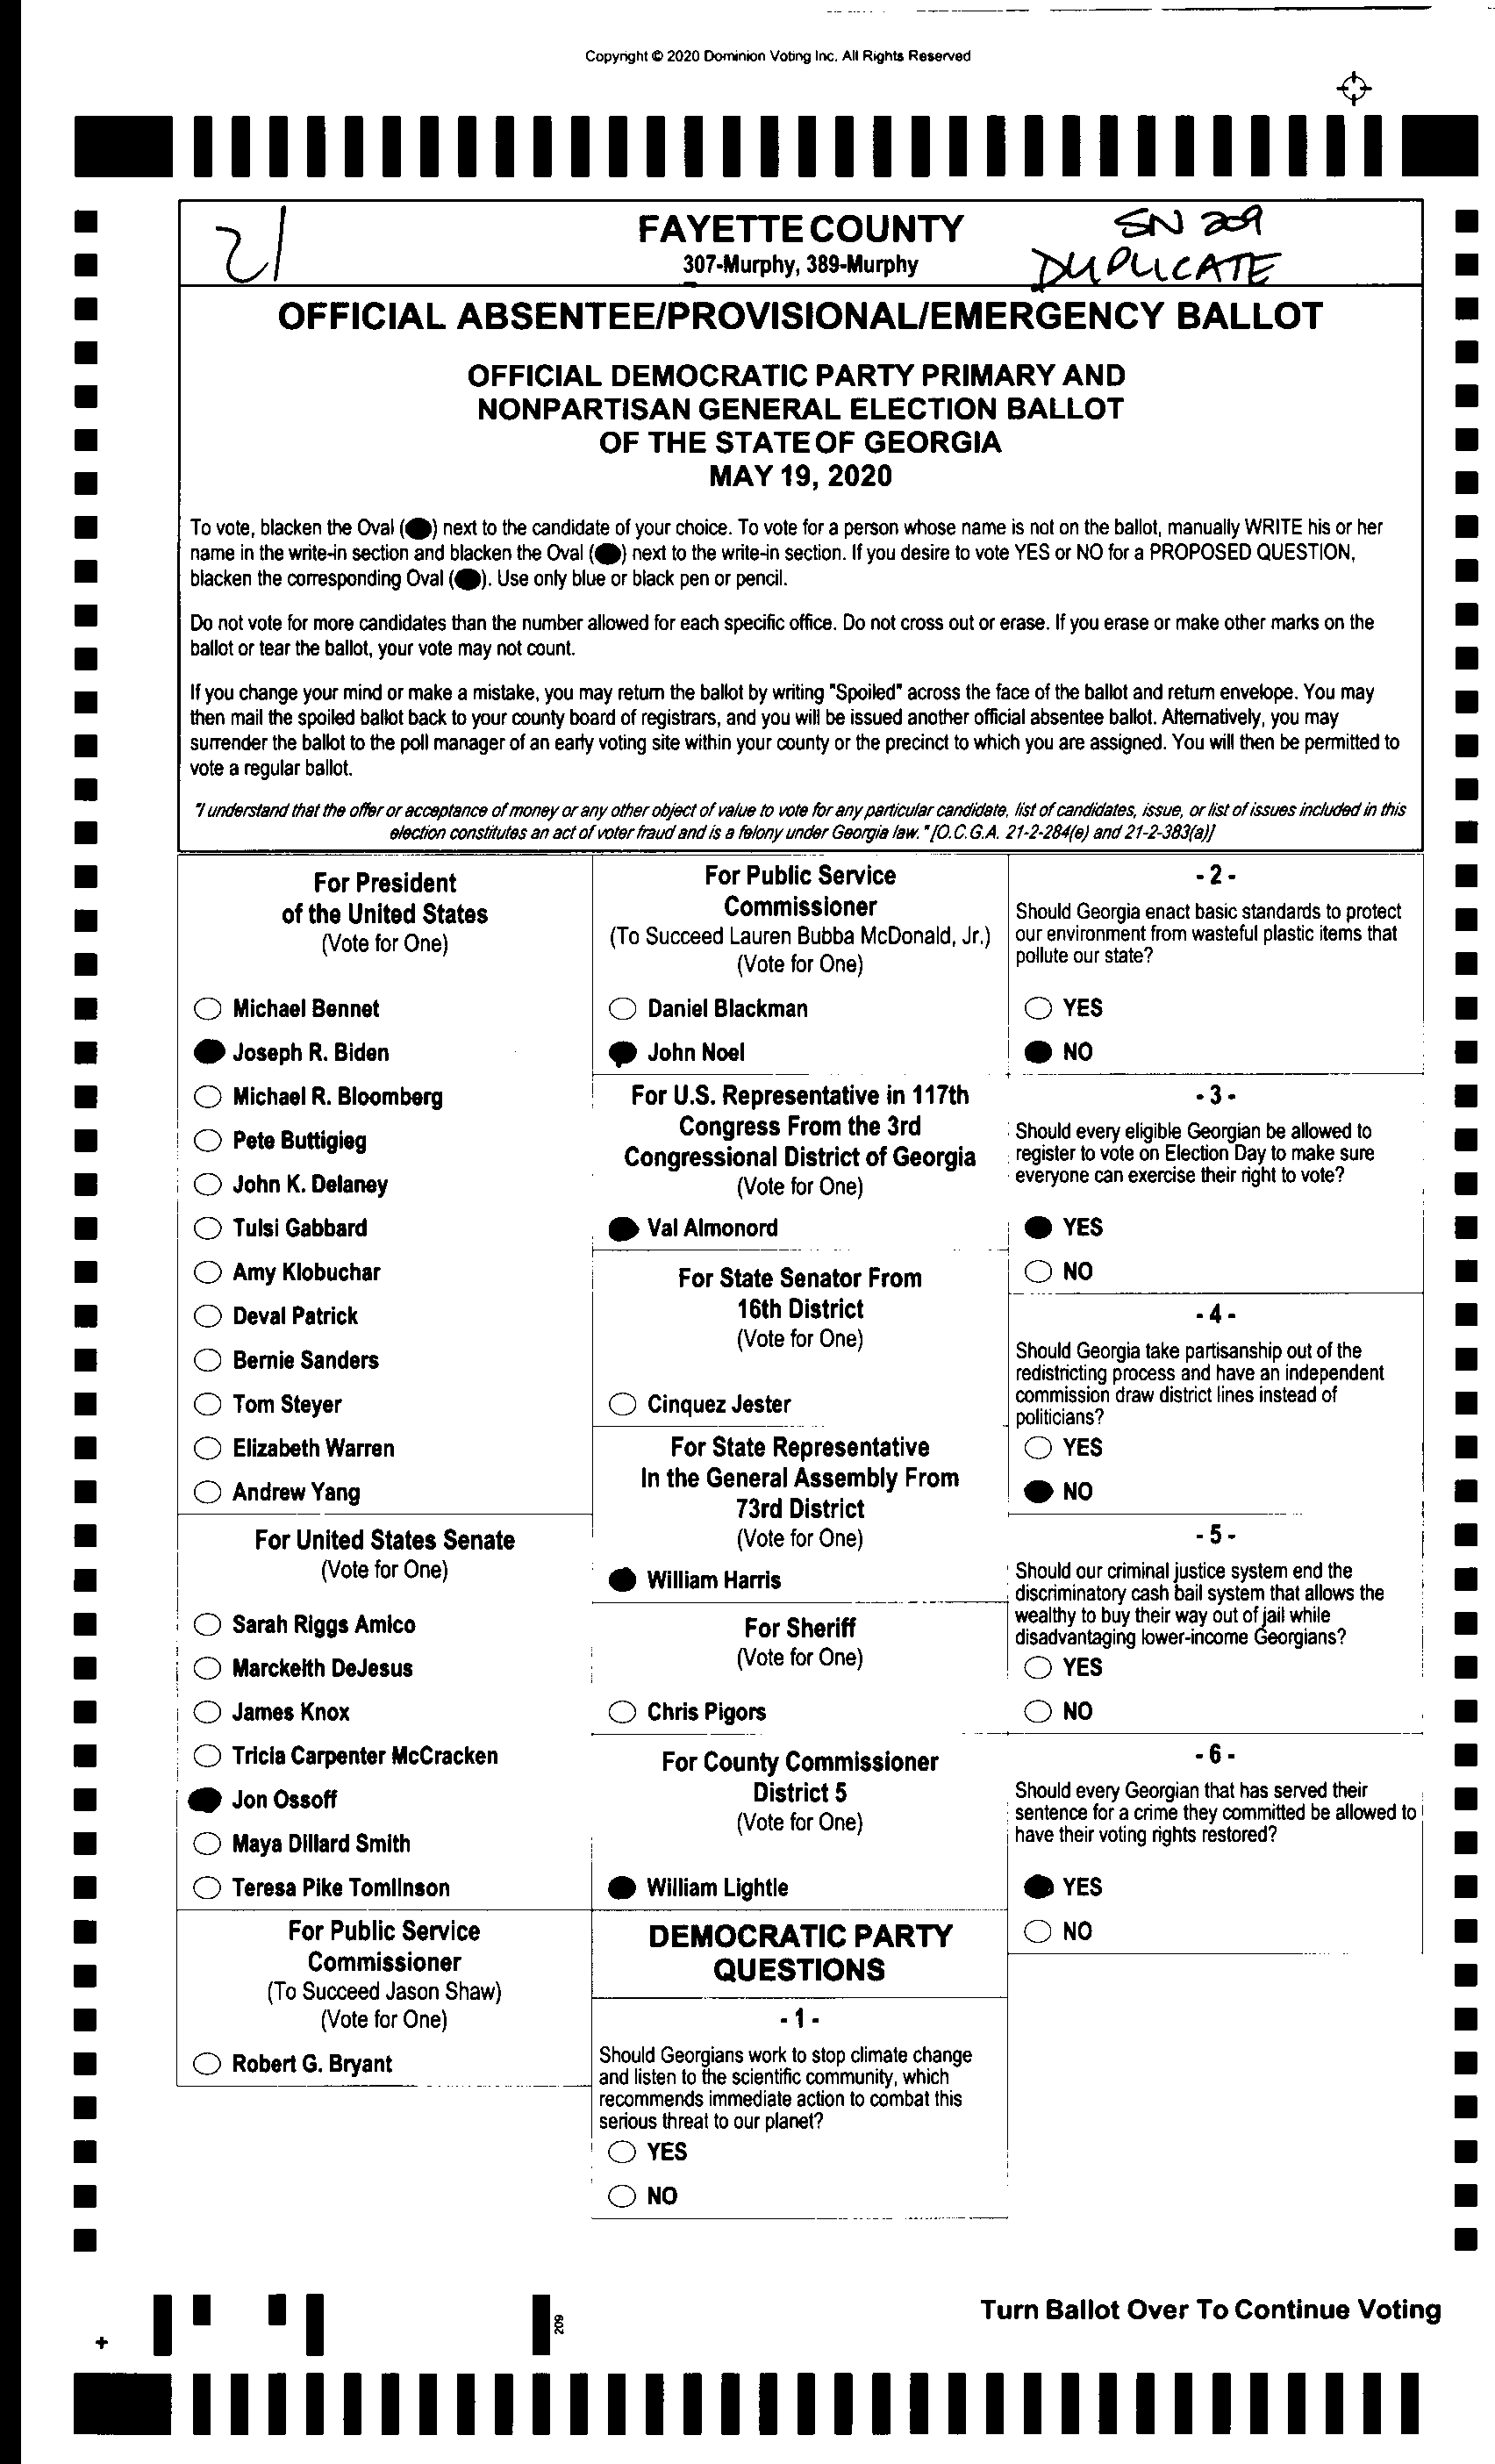 Copyright © 2020 Dominion Voting Inc. All Rights Reserved
21
FAYETTE COUNTY
307-Murphy, 389-Murphy
SN 209
DUPLICATE
OFFICIAL ABSENTEE/PROVISIONAL/EMERGENCY BALLOT
OFFICIAL DEMOCRATIC PARTY PRIMARY AND
NONPARTISAN GENERAL ELECTION BALLOT
OF THE STATE OF GEORGIA
MAY 19, 2020
To vote, blacken the Oval (⬬) next to the candidate of your choice. To vote for a person whose name is not on the ballot, manually WRITE his or her
name in the write-in section and blacken the Oval (⬬) next to the write-in section. If you desire to vote YES or NO for a PROPOSED QUESTION,
blacken the corresponding Oval (⬬). Use only blue or black pen or pencil.
Do not vote for more candidates than the number allowed for each specific office. Do not cross out or erase. If you erase or make other marks on the
ballot or tear the ballot, your vote may not count.
If you change your mind or make a mistake, you may return the ballot by writing "Spoiled" across the face of the ballot and return envelope. You may
then mail the spoiled ballot back to your county board of registrars, and you will be issued another official absentee ballot. Alternatively, you may
surrender the ballot to the poll manager of an early voting site within your county or the precinct to which you are assigned. You will then be permitted to
vote a regular ballot.
"I understand that the offer or acceptance of money or any other object of value to vote for any particular candidate, list of candidates, issue, or list of issues included in this
election constitutes an act of voter fraud and is a felony under Georgia law." [O.C.G.A. 21-2-284(e) and 21-2-383(a)]
For President
of the United States
(Vote for One)
Michael Bennet
Joseph R. Biden
Michael R. Bloomberg
Pete Buttigieg
John K. Delaney
Tulsi Gabbard
Amy Klobuchar
Deval Patrick
Bernie Sanders
Tom Steyer
Elizabeth Warren
Andrew Yang
For United States Senate
(Vote for One)
Sarah Riggs Amico
Marckeith DeJesus
James Knox
Tricia Carpenter McCracken
Jon Ossoff
Maya Dillard Smith
Teresa Pike Tomlinson
For Public Service
Commissioner
(To Succeed Jason Shaw)
(Vote for One)
Robert G. Bryant
For Public Service
Commissioner
(To Succeed Lauren Bubba McDonald, Jr.)
(Vote for One)
Daniel Blackman
John Noel
For U.S. Representative in 117th
Congress From the 3rd
Congressional District of Georgia
(Vote for One)
Val Almonord
For State Senator From
16th District
(Vote for One)
Cinquez Jester
For State Representative
In the General Assembly From
73rd District
(Vote for One)
William Harris
For Sheriff
(Vote for One)
Chris Pigors
For County Commissioner
District 5
(Vote for One)
William Lightle
DEMOCRATIC PARTY
QUESTIONS
- 1 -
Should Georgians work to stop climate change
and listen to the scientific community, which
recommends immediate action to combat this
serious threat to our planet?
YES
NO
- 2 -
Should Georgia enact basic standards to protect
our environment from wasteful plastic items that
pollute our state?
YES
NO
- 3 -
Should every eligible Georgian be allowed to
register to vote on Election Day to make sure
everyone can exercise their right to vote?
YES
NO
- 4 -
Should Georgia take partisanship out of the
redistricting process and have an independent
commission draw district lines instead of
politicians?
YES
NO
- 5 -
Should our criminal justice system end the
discriminatory cash bail system that allows the
wealthy to buy their way out of jail while
disadvantaging lower-income Georgians?
YES
NO
- 6 -
Should every Georgian that has served their
sentence for a crime they committed be allowed to
have their voting rights restored?
YES
NO
Turn Ballot Over To Continue Voting
209